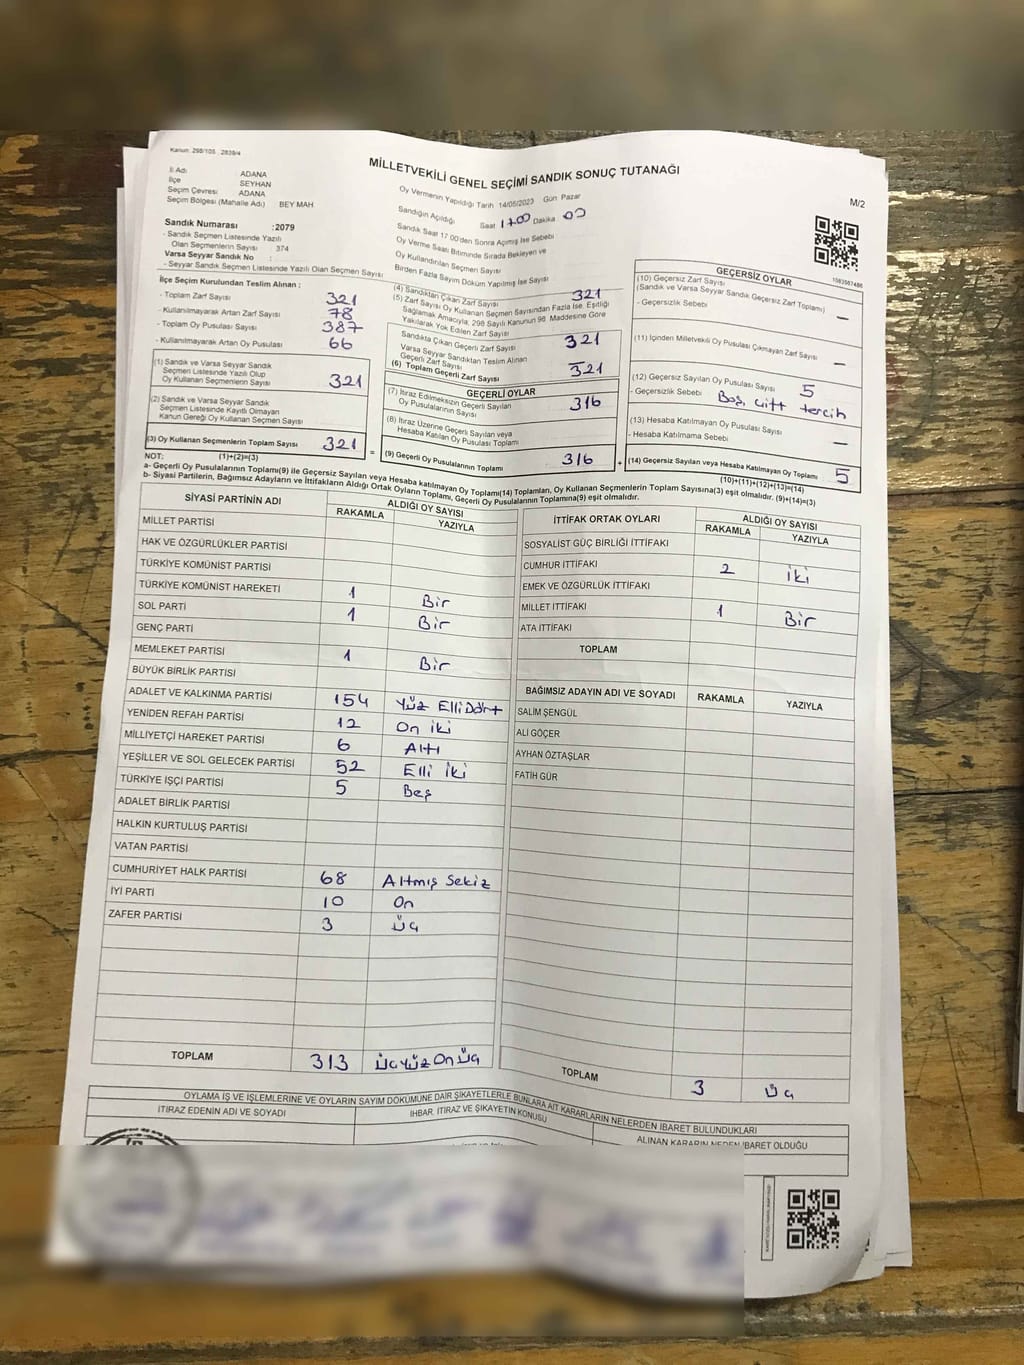 Kanun: 298/105 , 2839/4
MİLLETVEKİLİ GENEL SEÇİMİ SANDIK SONUÇ TUTANAĞI
M/2
İl Adı ADANA
İlçe SEYHAN
Seçim Çevresi ADANA
Seçim Bölgesi (Mahalle Adı) BEY MAH.
Sandık Numarası :2079
- Sandık Seçmen Listesinde Yazılı
Olan Seçmenlerin Sayısı : 374
Varsa Seyyar Sandık No :
- Seyyar Sandık Seçmen Listesinde Yazılı Olan Seçmen Sayısı
Oy Vermenin Yapıldığı Tarih 14/05/2023 Gün Pazar
Sandığın Açıldığı Saat 17:00 Dakika 00
Sandık Saat 17.00'den Sonra Açılmış İse Sebebi
Oy Verme Saati Bitiminde Sırada Bekleyen ve
Oy Kullandırılan Seçmen Sayısı
Birden Fazla Sayım Döküm Yapılmış İse Sayısı
1083987486
İlçe Seçim Kurulundan Teslim Alınan :
- Toplam Zarf Sayısı 321
- Kullanılmayarak Artan Zarf Sayısı 78
- Toplam Oy Pusulası Sayısı 387
- Kullanılmayarak Artan Oy Pusulası 66
(1) Sandık ve Varsa Seyyar Sandık
Seçmen Listesinde Yazılı Olup
Oy Kullanan Seçmenlerin Sayısı 321
(2) Sandık ve Varsa Seyyar Sandık
Seçmen Listesinde Kayıtlı Olmayan
Kanun Gereği Oy Kullanan Seçmen Sayısı
(3) Oy Kullanan Seçmenlerin Toplam Sayısı 321
(1)+(2)=(3)
(4) Sandıktan Çıkan Zarf Sayısı 321
(5) Zarf Sayısı Oy Kullanan Seçmen Sayısından Fazla İse, Eşitliği
Sağlamak Amacıyla, 298 Sayılı Kanunun 98. Maddesine Göre
Yakılarak Yok Edilen Zarf Sayısı
Sandıkta Çıkan Geçerli Zarf Sayısı 321
Varsa Seyyar Sandıktan Teslim Alınan
Geçerli Zarf Sayısı
(6) Toplam Geçerli Zarf Sayısı 321
GEÇERLİ OYLAR
(7) İtiraz Edilmeksizin Geçerli Sayılan
Oy Pusulalarının Sayısı 316
(8) İtiraz Üzerine Geçerli Sayılan veya
Hesaba Katılan Oy Pusulası Toplamı
= (9) Geçerli Oy Pusulalarının Toplamı 316
GEÇERSİZ OYLAR
(10) Geçersiz Zarf Sayısı
(Sandık ve Varsa Seyyar Sandık Geçersiz Zarf Toplamı) —
- Geçersizlik Sebebi
(11) İçinden Milletvekili Oy Pusulası Çıkmayan Zarf Sayısı —
(12) Geçersiz Sayılan Oy Pusulası Sayısı 5
- Geçersizlik Sebebi Boş, çift tercih
(13) Hesaba Katılmayan Oy Pusulası Sayısı —
- Hesaba Katılmama Sebebi
+ (14) Geçersiz Sayılan veya Hesaba Katılmayan Oy Toplamı 5
(10)+(11)+(12)+(13)=(14)
NOT:
a- Geçerli Oy Pusulalarının Toplamı(9) ile Geçersiz Sayılan veya Hesaba Katılmayan Oy Toplamı(14) Toplamları, Oy Kullanan Seçmenlerin Toplam Sayısına(3) eşit olmalıdır. (9)+(14)=(3)
b- Siyasi Partilerin, Bağımsız Adayların ve İttifakların Aldığı Ortak Oyların Toplamı, Geçerli Oy Pusulalarının Toplamına(9) eşit olmalıdır.
SİYASİ PARTİNİN ADI ALDIĞI OY SAYISI
RAKAMLA YAZIYLA
MİLLET PARTİSİ
HAK VE ÖZGÜRLÜKLER PARTİSİ
TÜRKİYE KOMÜNİST PARTİSİ
TÜRKİYE KOMÜNİST HAREKETİ 1 Bir
SOL PARTİ 1 Bir
GENÇ PARTİ
MEMLEKET PARTİSİ 1 Bir
BÜYÜK BİRLİK PARTİSİ
ADALET VE KALKINMA PARTİSİ 154 Yüz Elli Dört
YENİDEN REFAH PARTİSİ 12 On iki
MİLLİYETÇİ HAREKET PARTİSİ 6 Altı
YEŞİLLER VE SOL GELECEK PARTİSİ 52 Elli iki
TÜRKİYE İŞÇİ PARTİSİ 5 Beş
ADALET BİRLİK PARTİSİ
HALKIN KURTULUŞ PARTİSİ
VATAN PARTİSİ
CUMHURİYET HALK PARTİSİ 68 Altmış Sekiz
İYİ PARTİ 10 On
ZAFER PARTİSİ 3 Üç
TOPLAM 313 ÜçYüz On Üç
İTTİFAK ORTAK OYLARI ALDIĞI OY SAYISI
RAKAMLA YAZIYLA
SOSYALİST GÜÇ BİRLİĞİ İTTİFAKI
CUMHUR İTTİFAKI 2 iki
EMEK VE ÖZGÜRLÜK İTTİFAKI
MİLLET İTTİFAKI 1 Bir
ATA İTTİFAKI
TOPLAM
BAĞIMSIZ ADAYIN ADI VE SOYADI RAKAMLA YAZIYLA
SALİM ŞENGÜL
ALİ GÖÇER
AYHAN ÖZTAŞLAR
FATİH GÜR
TOPLAM 3 Üç
OYLAMA İŞ VE İŞLEMLERİNE VE OYLARIN SAYIM DÖKÜMÜNE DAİR ŞİKAYETLERLE BUNLARA AİT KARARLARIN NELERDEN İBARET BULUNDUKLARI
İTİRAZ EDENİN ADI VE SOYADI İHBAR, İTİRAZ VE ŞİKAYETİN KONUSU ALINAN KARARIN NEDEN İBARET OLDUĞU